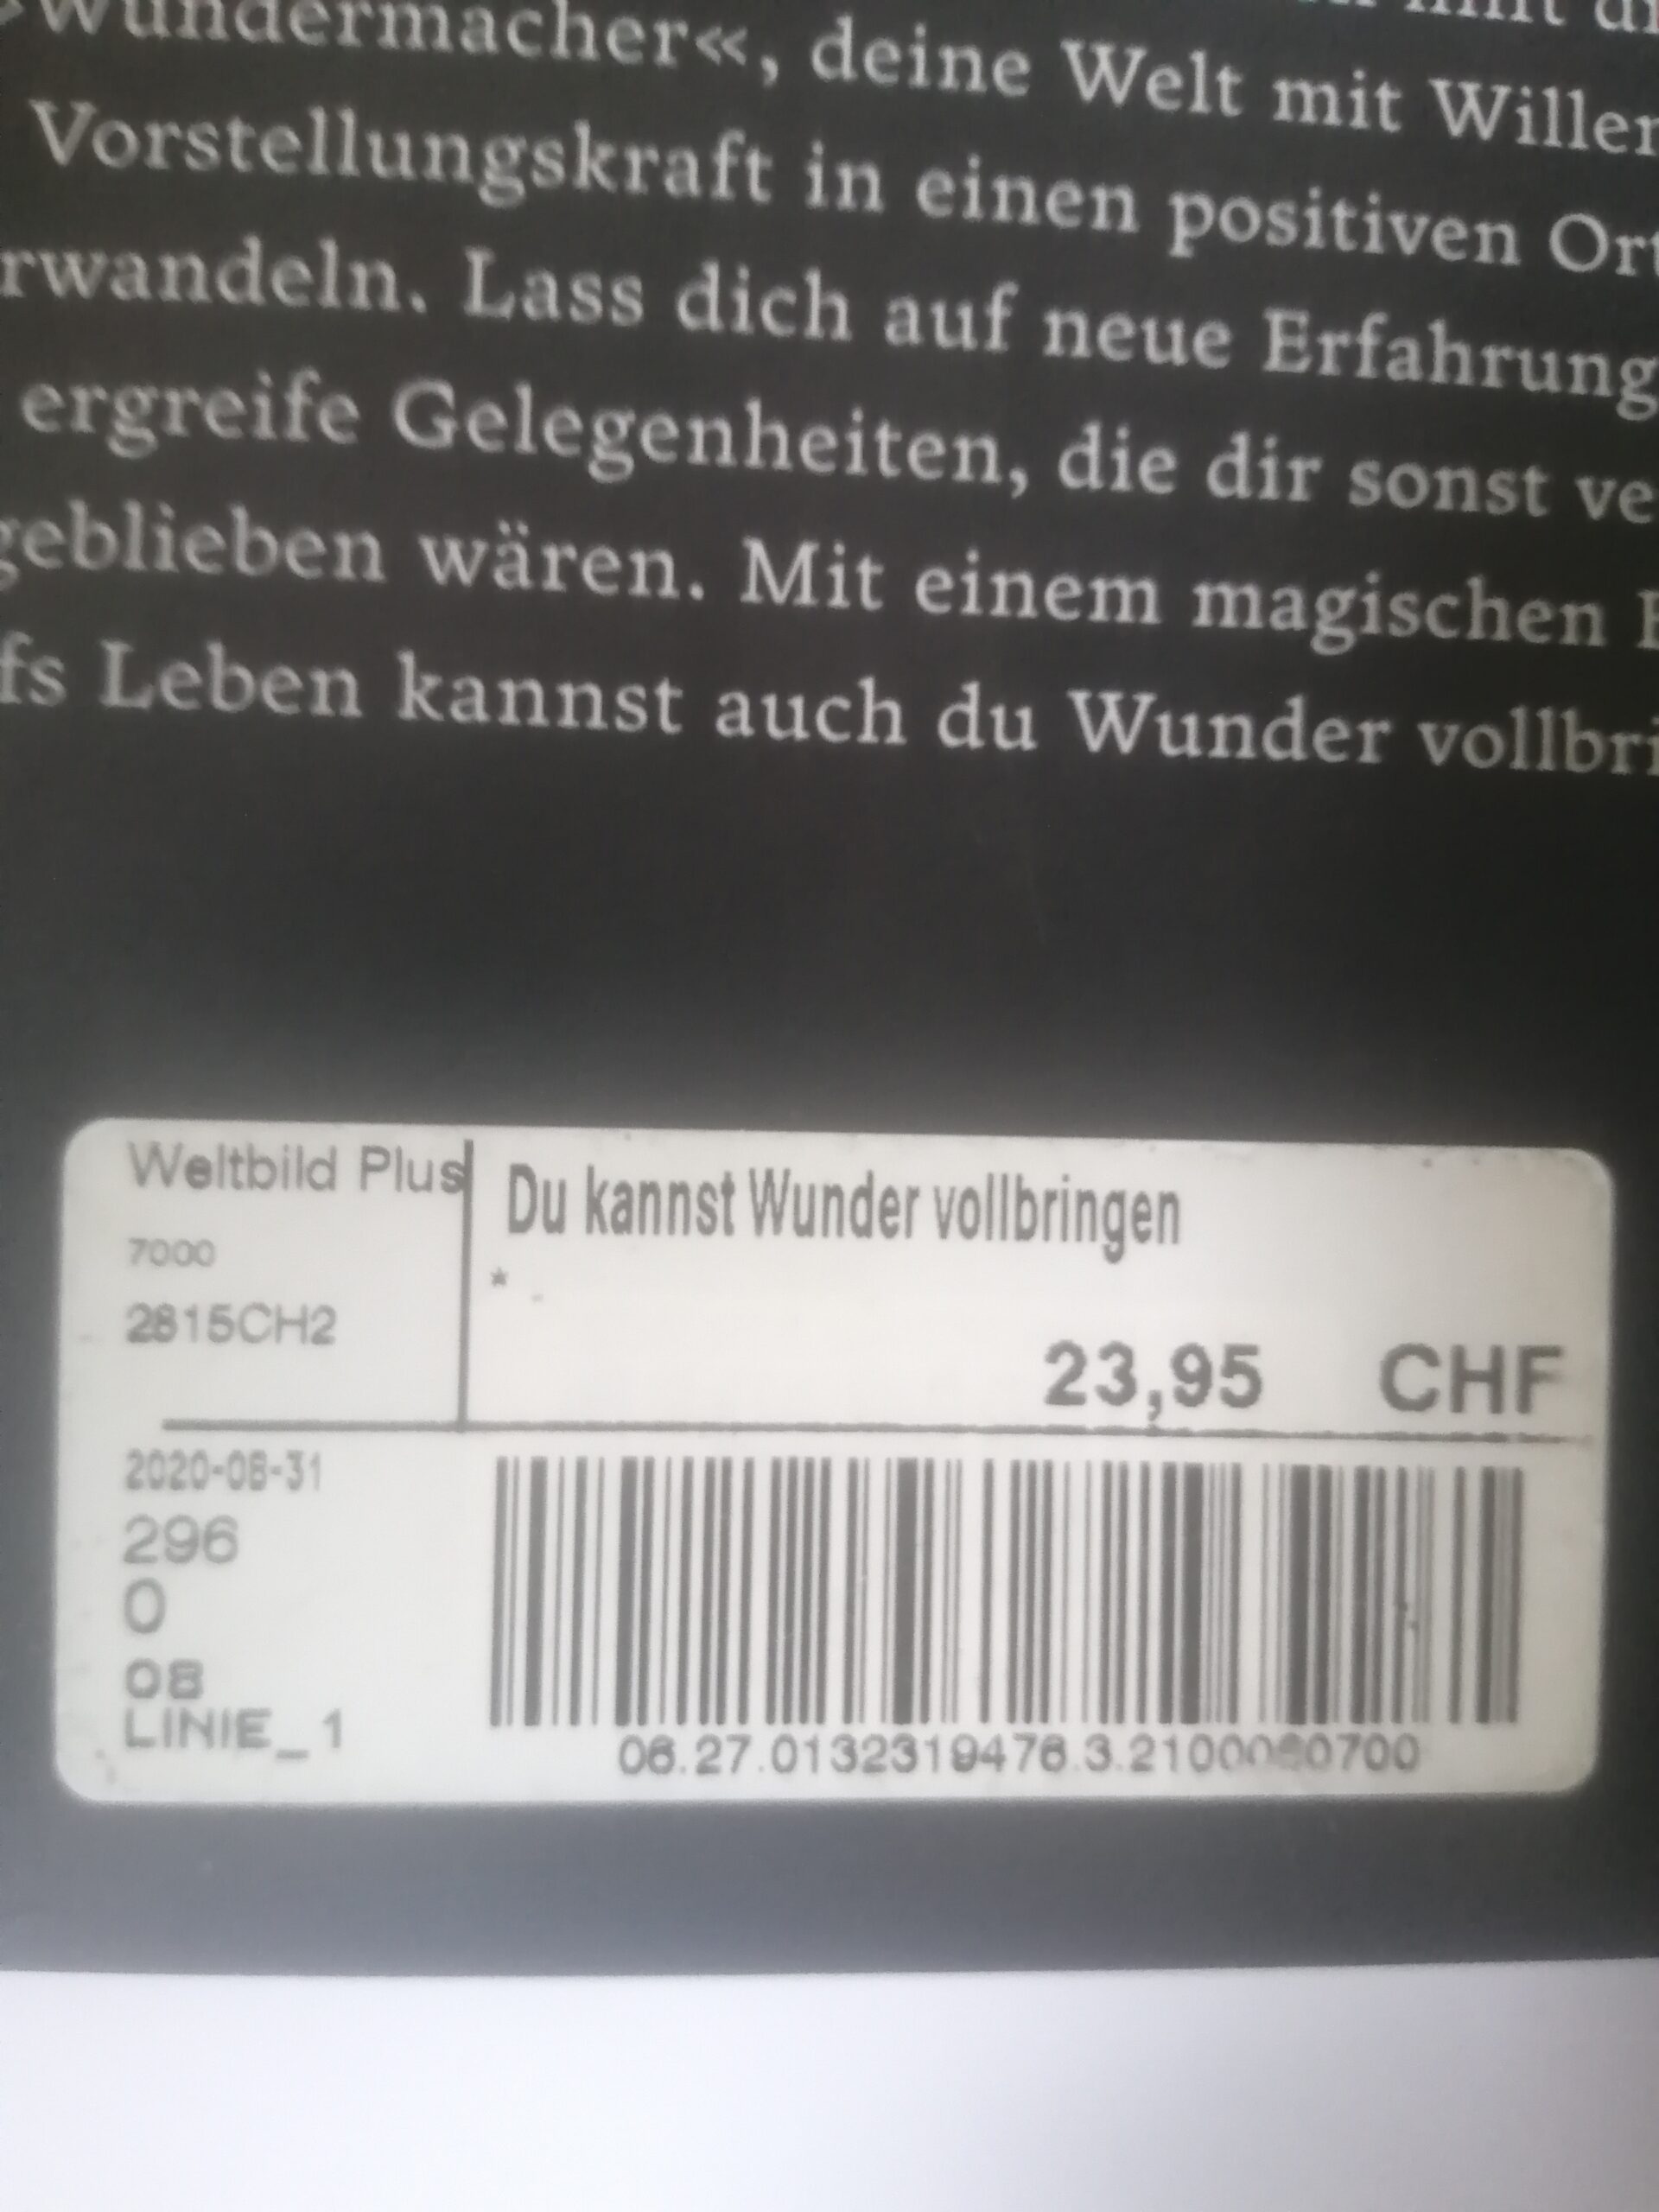 Wundermacher«, deine Welt mit
Vorstellungskraft in einen positiven Ort
rwandeln. Lass dich auf neue Erfahrung
ergreife Gelegenheiten, die dir sonst ve
geblieben wären. Mit einem magischen
fs Leben kannst auch du Wunder vollbri
Weltbild Plus
7000
2815CH2
Du kannst Wunder vollbringen
*
23,95 CHF
2020-08-31
296
0
08
LINIE_1